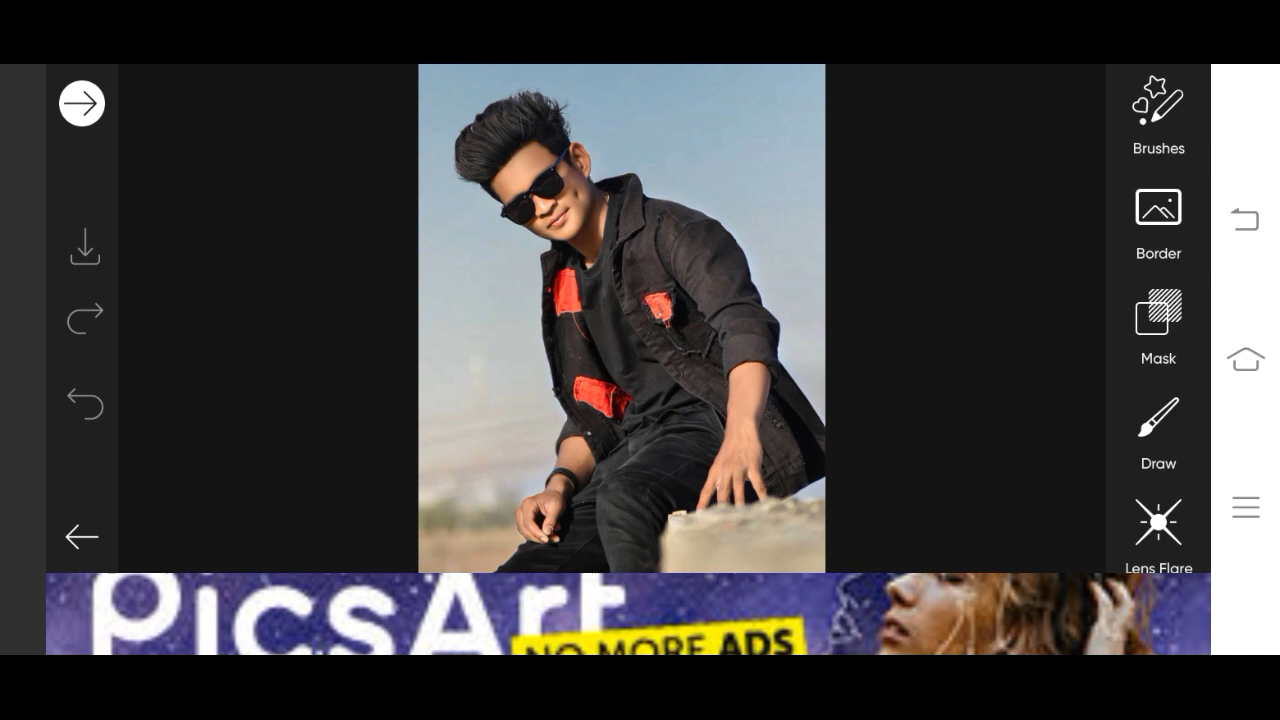 Brushes
Border
Mask
Draw
Lens Flare
PicsArt
NO MORE ADS